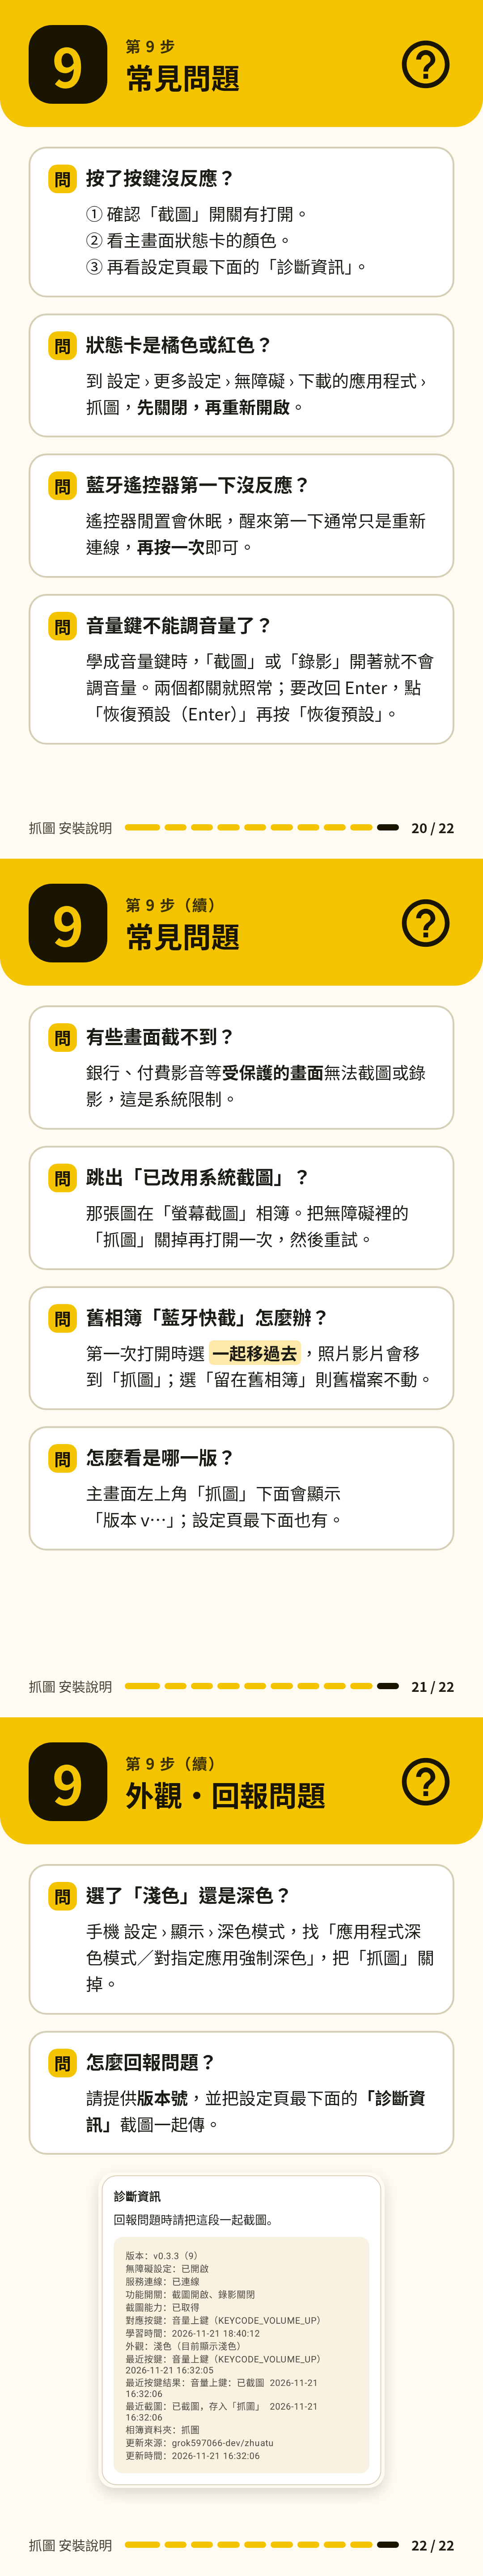 9
第 9 步
常見問題
問 按了按鍵沒反應？
① 確認「截圖」開關有打開。
② 看主畫面狀態卡的顏色。
③ 再看設定頁最下面的「診斷資訊」。
問 狀態卡是橘色或紅色？
到 設定 › 更多設定 › 無障礙 › 下載的應用程式 ›
抓圖，先關閉，再重新開啟。
問 藍牙遙控器第一下沒反應？
遙控器閒置會休眠，醒來第一下通常只是重新
連線，再按一次即可。
問 音量鍵不能調音量了？
學成音量鍵時，「截圖」或「錄影」開著就不會
調音量。兩個都關就照常；要改回 Enter，點
「恢復預設（Enter）」再按「恢復預設」。
抓圖 安裝說明 20 / 22
9
第 9 步（續）
常見問題
問 有些畫面截不到？
銀行、付費影音等受保護的畫面無法截圖或錄
影，這是系統限制。
問 跳出「已改用系統截圖」？
那張圖在「螢幕截圖」相簿。把無障礙裡的
「抓圖」關掉再打開一次，然後重試。
問 舊相簿「藍牙快截」怎麼辦？
第一次打開時選 一起移過去，照片影片會移
到「抓圖」；選「留在舊相簿」則舊檔案不動。
問 怎麼看是哪一版？
主畫面左上角「抓圖」下面會顯示
「版本 v⋯」；設定頁最下面也有。
抓圖 安裝說明 21 / 22
9
第 9 步（續）
外觀・回報問題
問 選了「淺色」還是深色？
手機 設定 › 顯示 › 深色模式，找「應用程式深
色模式／對指定應用強制深色」，把「抓圖」關
掉。
問 怎麼回報問題？
請提供版本號，並把設定頁最下面的「診斷資
訊」截圖一起傳。
診斷資訊
回報問題時請把這段一起截圖。
版本：v0.3.3（9）
無障礙設定：已開啟
服務連線：已連線
功能開關：截圖開啟、錄影關閉
截圖能力：已取得
對應按鍵：音量上鍵（KEYCODE_VOLUME_UP）
學習時間：2026-11-21 18:40:12
外觀：淺色（目前顯示淺色）
最近按鍵：音量上鍵（KEYCODE_VOLUME_UP）
2026-11-21 16:32:05
最近按鍵結果：音量上鍵：已截圖 2026-11-21
16:32:06
最近截圖：已截圖，存入「抓圖」 2026-11-21
16:32:06
相簿資料夾：抓圖
更新來源：grok597066-dev/zhuatu
更新時間：2026-11-21 16:32:06
抓圖 安裝說明 22 / 22